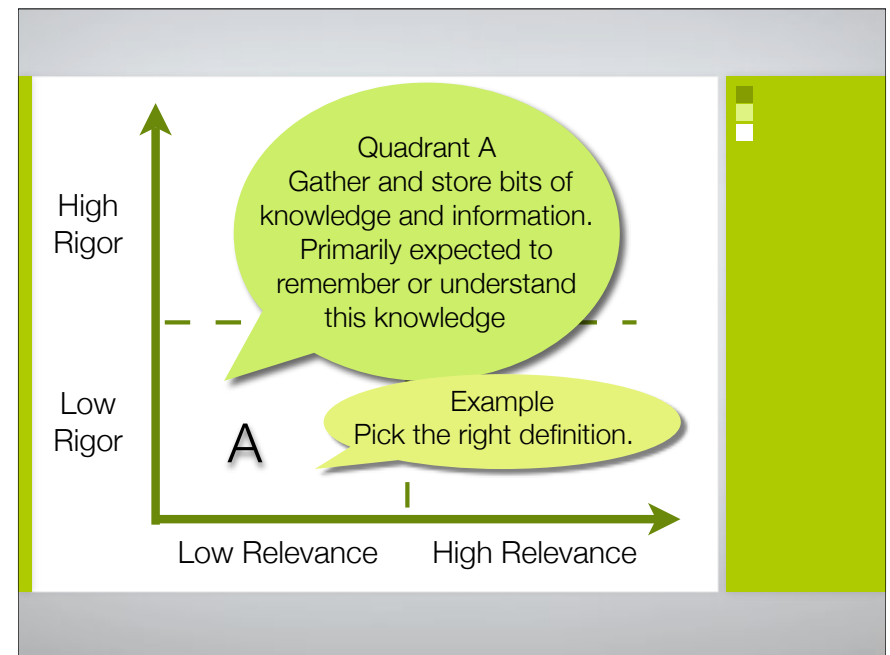 Quadrant A
Gather and store bits of
knowledge and information.
Primarily expected to
remember or understand
this knowledge
High
Rigor
Example
Pick the right definition.
Low
Rigor
A
Low Relevance
High Relevance